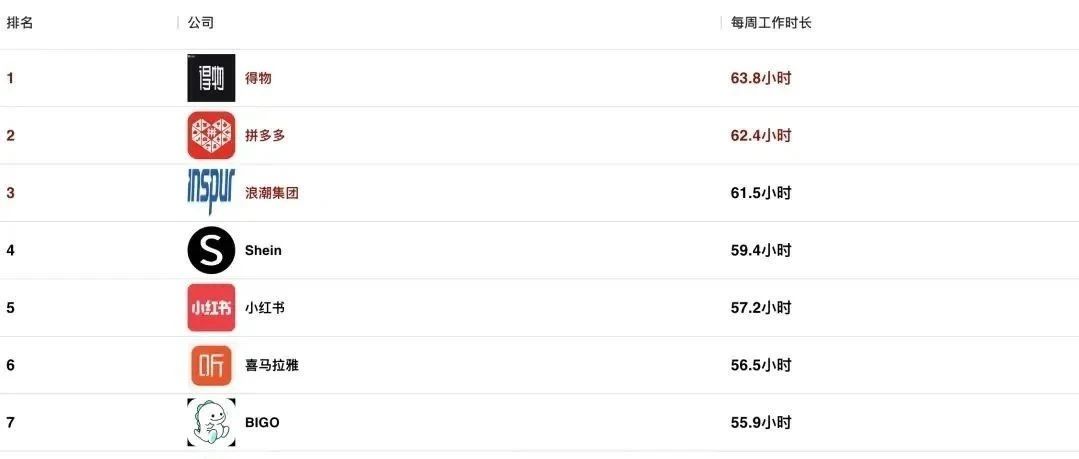 排名 公司 每周工作时长
1 得物 得物 63.8小时
2 拼 拼多多 62.4小时
3 inspur 浪潮集团 61.5小时
4 S Shein 59.4小时
5 小红书 小红书 57.2小时
6 听 喜马拉雅 56.5小时
7 BIGO 55.9小时